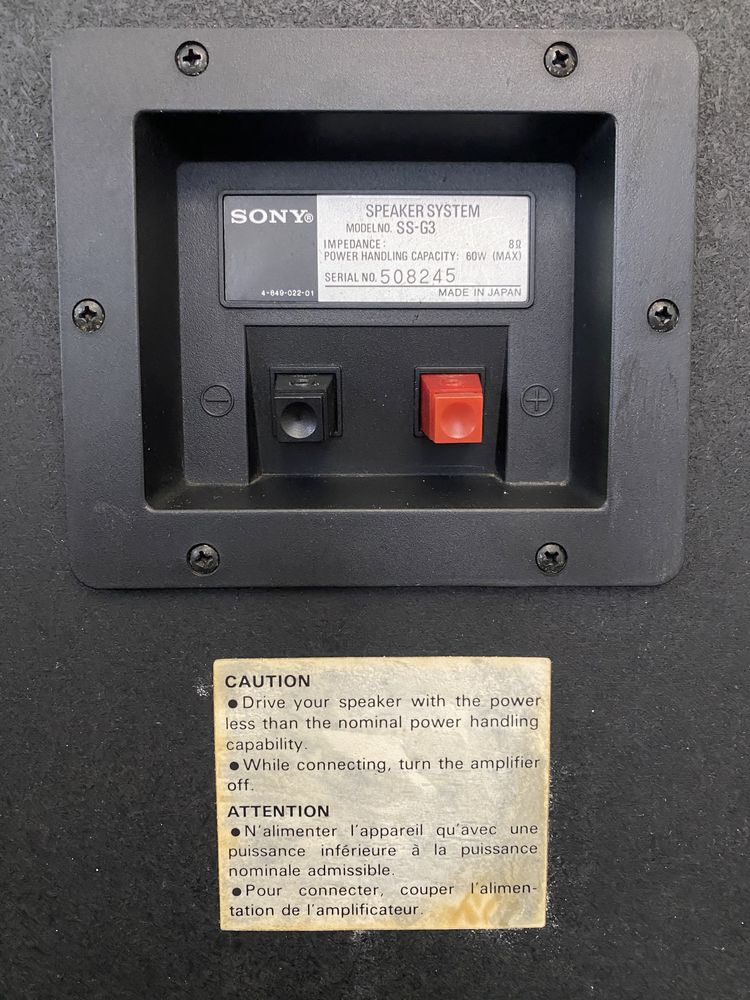 SONY®
SPEAKER SYSTEM
MODEL NO. SS-G3
IMPEDANCE: 8Ω
POWER HANDLING CAPACITY: 60W (MAX)
SERIAL NO. 508245
4-849-022-01
MADE IN JAPAN
CAUTION
● Drive your speaker with the power
less than the nominal power handling
capability.
● While connecting, turn the amplifier
off.
ATTENTION
● N'alimenter l'appareil qu'avec une
puissance inférieure à la puissance
nominale admissible.
● Pour connecter, couper l'alimen-
tation de l'amplificateur.